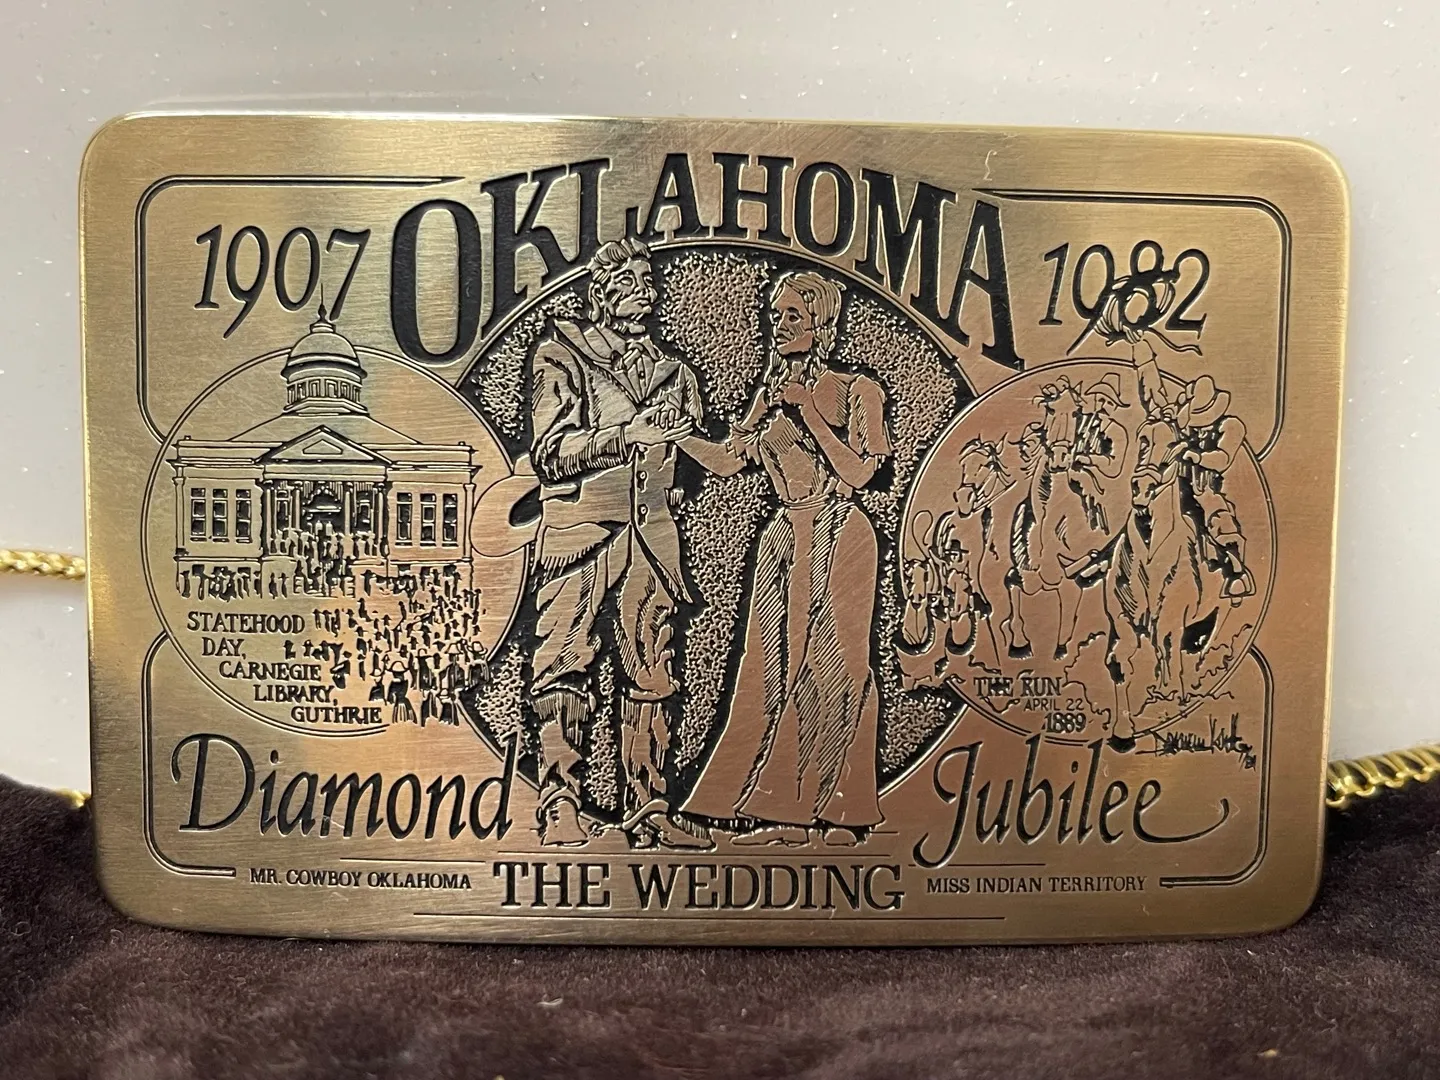 OKLAHOMA
1907
1982
STATEHOOD
DAY,
CARNEGIE
LIBRARY,
GUTHRIE
THE RUN
APRIL 22
1889
Diamond Jubilee
MR. COWBOY OKLAHOMA THE WEDDING MISS INDIAN TERRITORY